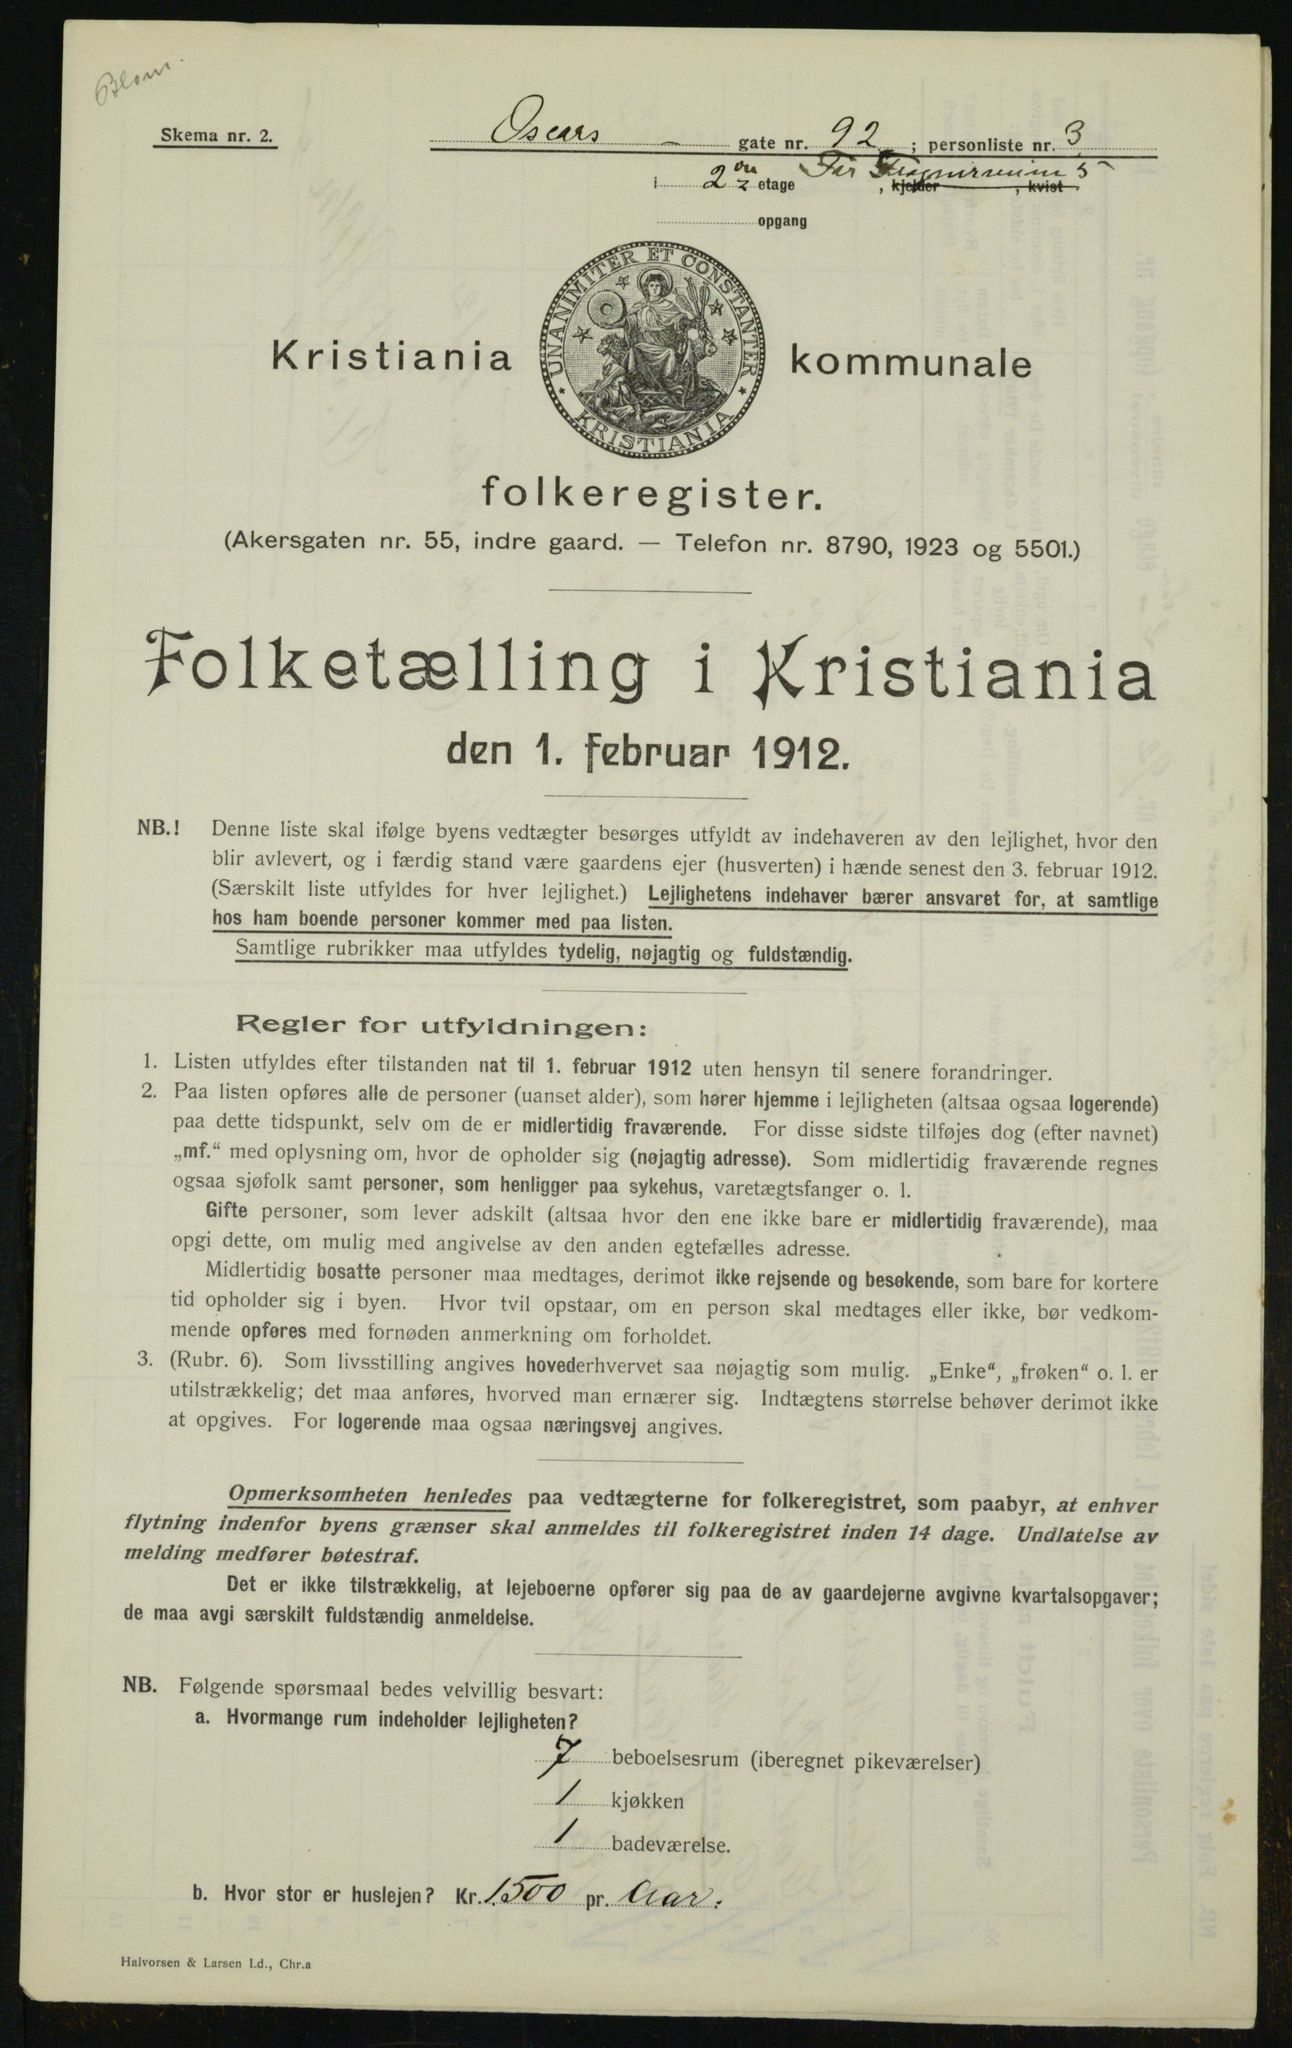 Blom.
Skema nr. 2.
Oscars gate nr. 92; personliste nr. 3
i 2 den etage Før Frognerveien 5, kjelder, kvist
opgang
UNANIMITER ET CONSTANTER
KRISTIANIA
Kristiania kommunale
folkeregister.
(Akersgaten nr. 55, indre gaard. — Telefon nr. 8790, 1923 og 5501.)
Folketælling i Kristiania
den 1. februar 1912.
NB.! Denne liste skal ifølge byens vedtægter besørges utfyldt av indehaveren av den lejlighet, hvor den
blir avlevert, og i færdig stand være gaardens ejer (husverten) i hænde senest den 3. februar 1912.
(Særskilt liste utfyldes for hver lejlighet.) Lejlighetens indehaver bærer ansvaret for, at samtlige
hos ham boende personer kommer med paa listen.
Samtlige rubrikker maa utfyldes tydelig, nøjagtig og fuldstændig.
Regler for utfyldningen:
1. Listen utfyldes efter tilstanden nat til 1. februar 1912 uten hensyn til senere forandringer.
2. Paa listen opføres alle de personer (uanset alder), som hører hjemme i lejligheten (altsaa ogsaa logerende)
paa dette tidspunkt, selv om de er midlertidig fraværende. For disse sidste tilføjes dog (efter navnet)
„mf.“ med oplysning om, hvor de opholder sig (nøjagtig adresse). Som midlertidig fraværende regnes
ogsaa sjøfolk samt personer, som henligger paa sykehus, varetægtsfanger o. l.
Gifte personer, som lever adskilt (altsaa hvor den ene ikke bare er midlertidig fraværende), maa
opgi dette, om mulig med angivelse av den anden egtefælles adresse.
Midlertidig bosatte personer maa medtages, derimot ikke rejsende og besøkende, som bare for kortere
tid opholder sig i byen. Hvor tvil opstaar, om en person skal medtages eller ikke, bør vedkom-
mende opføres med fornøden anmerkning om forholdet.
3. (Rubr. 6). Som livsstilling angives hovederhvervet saa nøjagtig som mulig. „Enke“, „frøken“ o. l. er
utilstrækkelig; det maa anføres, hvorved man ernærer sig. Indtægtens størrelse behøver derimot ikke
at opgives. For logerende maa ogsaa næringsvej angives.
Opmerksomheten henledes paa vedtægterne for folkeregistret, som paabyr, at enhver
flytning indenfor byens grænser skal anmeldes til folkeregistret inden 14 dage. Undlatelse av
melding medfører bøtestraf.
Det er ikke tilstrækkelig, at lejeboerne opfører sig paa de av gaardejerne avgivne kvartalsopgaver;
de maa avgi særskilt fuldstændig anmeldelse.
NB. Følgende spørsmaal bedes velvillig besvart:
a. Hvormange rum indeholder lejligheten?
7 beboelsesrum (iberegnet pikeværelser)
1 kjøkken
1 badeværelse.
b. Hvor stor er huslejen? Kr. 1500 pr. Aar.
Halvorsen & Larsen Ld., Chr.a